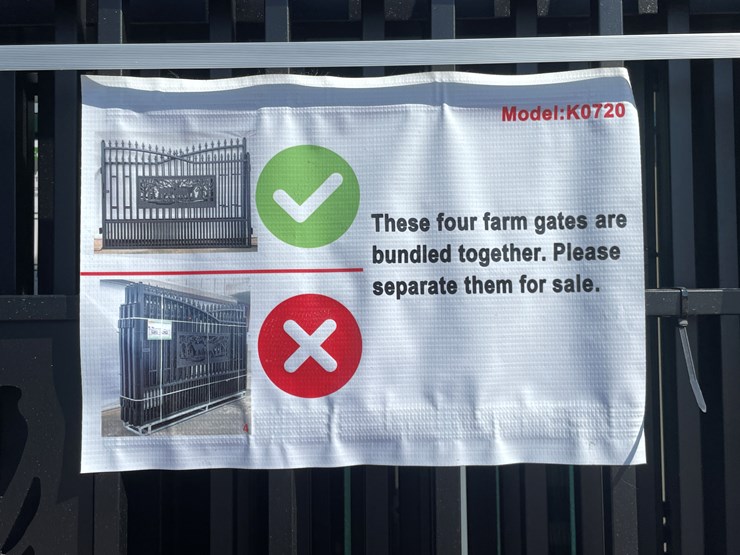 Model:K0720
These four farm gates are
bundled together. Please
separate them for sale.